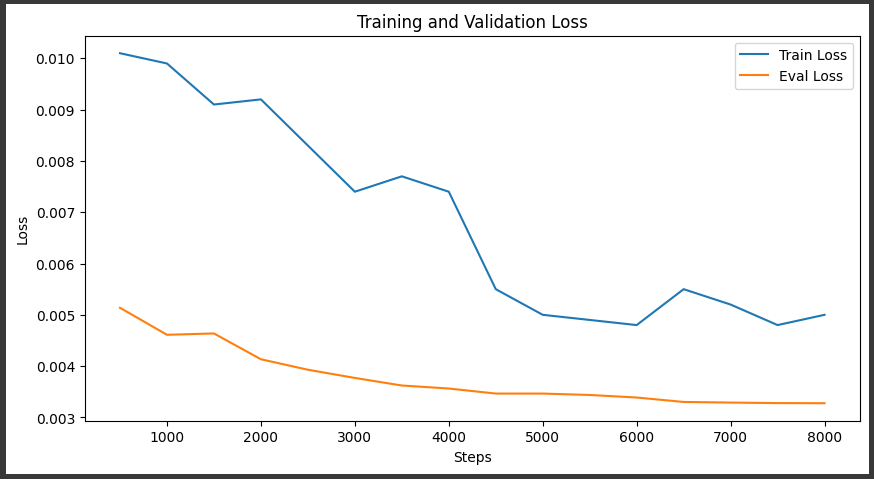 Training and Validation Loss
Train Loss
Eval Loss
0.010
0.009
0.008
0.007
0.006
0.005
0.004
0.003
Loss
1000 2000 3000 4000 5000 6000 7000 8000
Steps